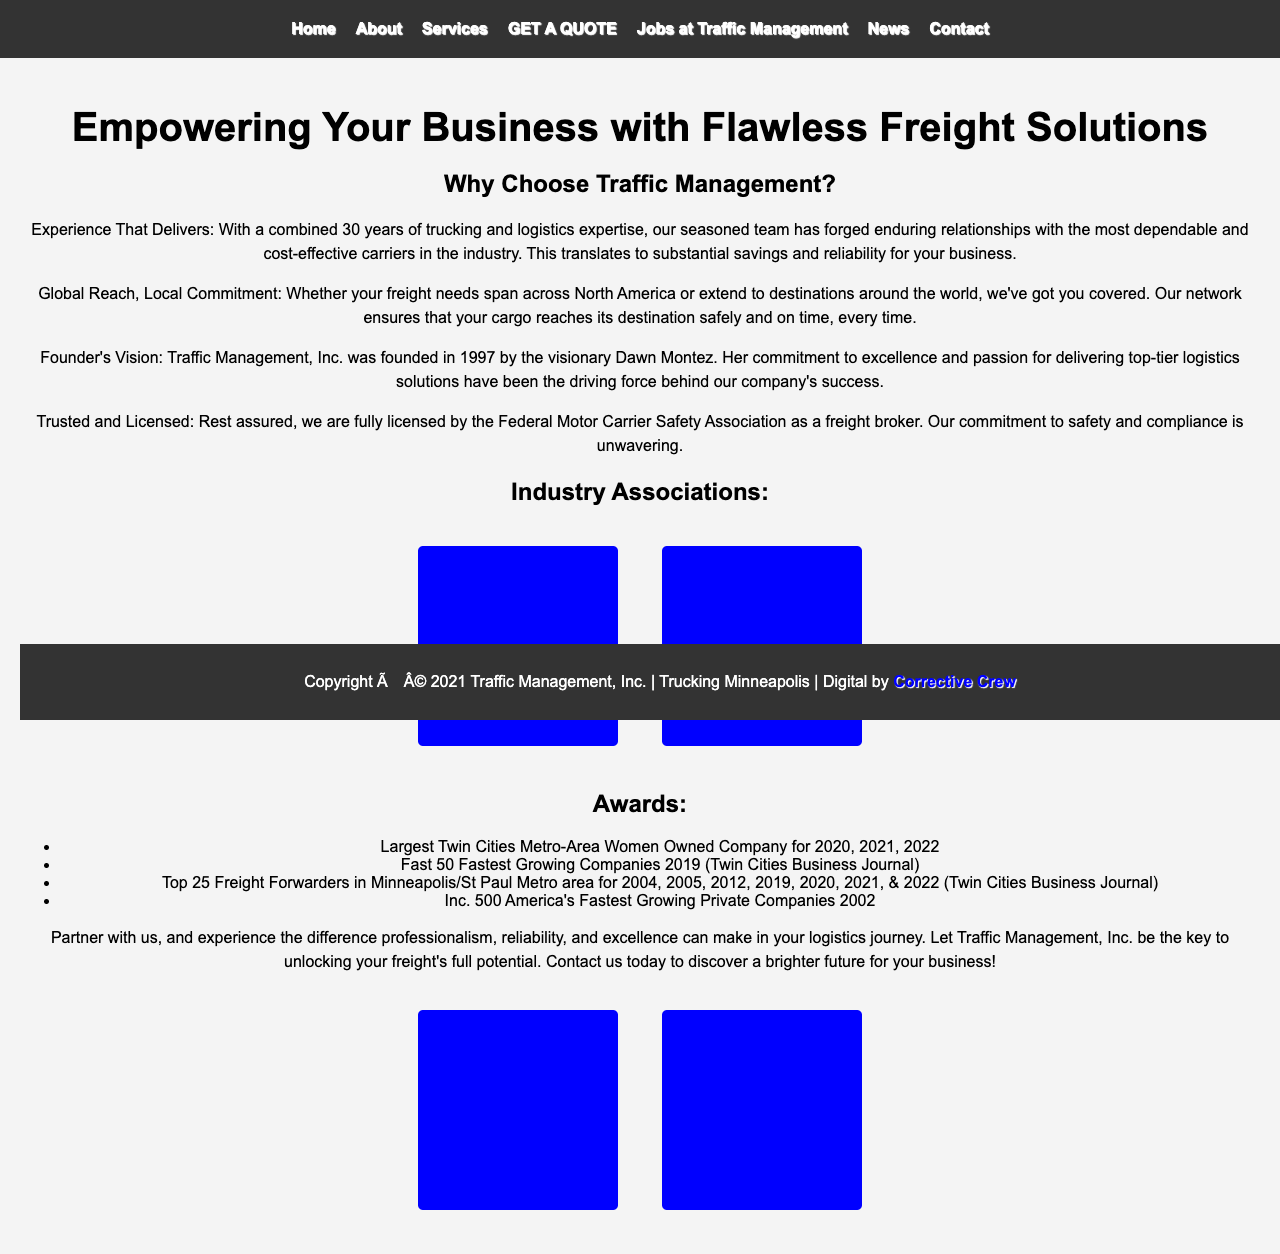 Home About Services GET A QUOTE Jobs at Traffic Management News Contact
Empowering Your Business with Flawless Freight Solutions
Why Choose Traffic Management?
Experience That Delivers: With a combined 30 years of trucking and logistics expertise, our seasoned team has forged enduring relationships with the most dependable and
cost-effective carriers in the industry. This translates to substantial savings and reliability for your business.
Global Reach, Local Commitment: Whether your freight needs span across North America or extend to destinations around the world, we've got you covered. Our network
ensures that your cargo reaches its destination safely and on time, every time.
Founder's Vision: Traffic Management, Inc. was founded in 1997 by the visionary Dawn Montez. Her commitment to excellence and passion for delivering top-tier logistics
solutions have been the driving force behind our company's success.
Trusted and Licensed: Rest assured, we are fully licensed by the Federal Motor Carrier Safety Association as a freight broker. Our commitment to safety and compliance is
unwavering.
Industry Associations:
Copyright Ã Â© 2021 Traffic Management, Inc. | Trucking Minneapolis | Digital by Corrective Crew
Awards:
• Largest Twin Cities Metro-Area Women Owned Company for 2020, 2021, 2022
• Fast 50 Fastest Growing Companies 2019 (Twin Cities Business Journal)
• Top 25 Freight Forwarders in Minneapolis/St Paul Metro area for 2004, 2005, 2012, 2019, 2020, 2021, & 2022 (Twin Cities Business Journal)
• Inc. 500 America's Fastest Growing Private Companies 2002
Partner with us, and experience the difference professionalism, reliability, and excellence can make in your logistics journey. Let Traffic Management, Inc. be the key to
unlocking your freight's full potential. Contact us today to discover a brighter future for your business!